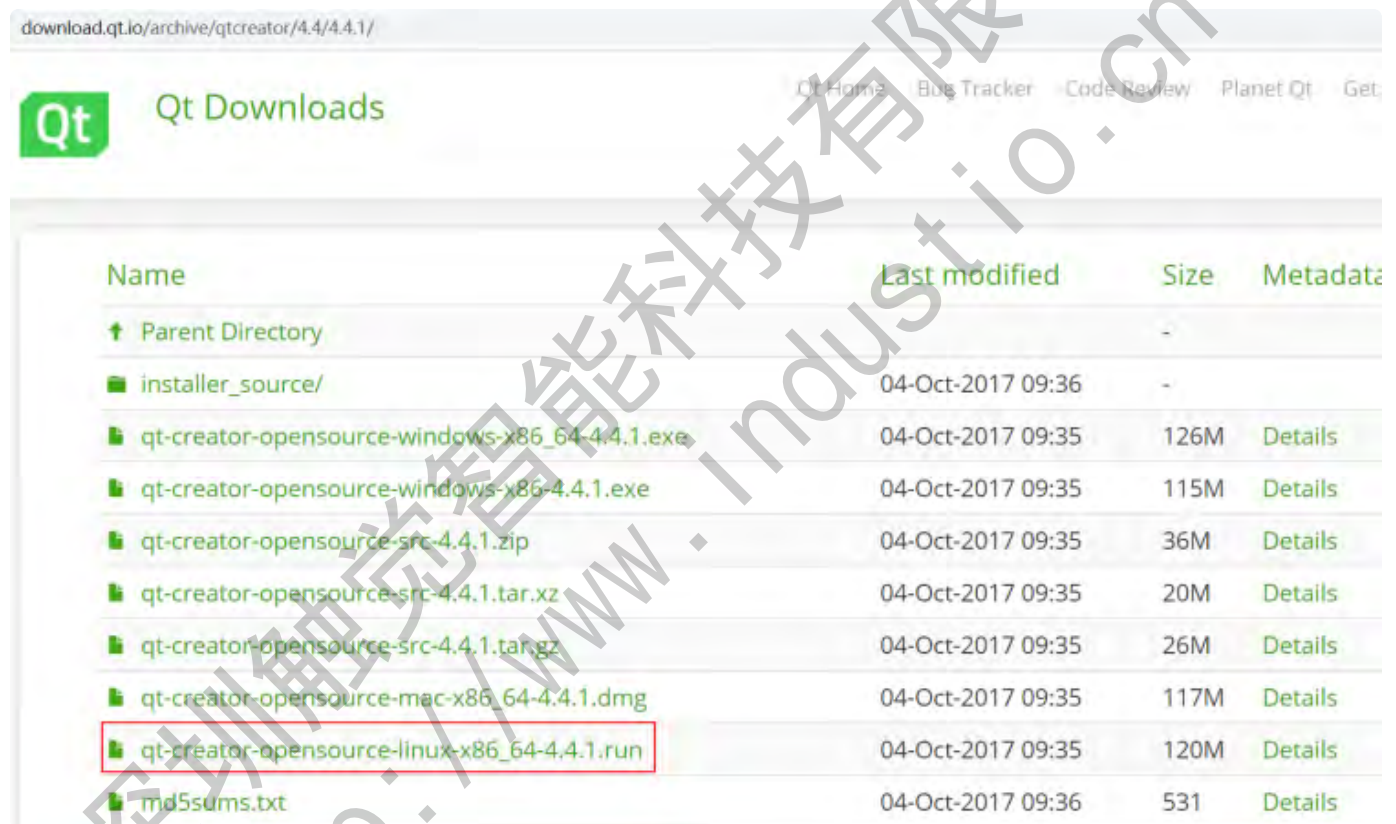 download.qt.io/archive/qtcreator/4.4/4.4.1/
Qt Home Bug Tracker Code Review Planet Qt Get
Qt
Qt Downloads
Name Last modified Size Metadata
Parent Directory -
installer_source/ 04-Oct-2017 09:36 -
qt-creator-opensource-windows-x86_64-4.4.1.exe 04-Oct-2017 09:35 126M Details
qt-creator-opensource-windows-x86-4.4.1.exe 04-Oct-2017 09:35 115M Details
qt-creator-opensource-src-4.4.1.zip 04-Oct-2017 09:35 36M Details
qt-creator-opensource-src-4.4.1.tar.xz 04-Oct-2017 09:35 20M Details
qt-creator-opensource-src-4.4.1.tar.gz 04-Oct-2017 09:35 26M Details
qt-creator-opensource-mac-x86_64-4.4.1.dmg 04-Oct-2017 09:35 117M Details
qt-creator-opensource-linux-x86_64-4.4.1.run 04-Oct-2017 09:35 120M Details
md5sums.txt 04-Oct-2017 09:36 531 Details
深圳触觉智能科技有限
://www.industio.cn